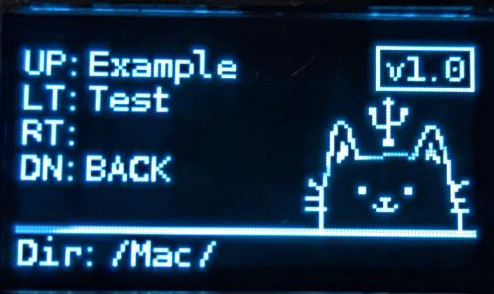 UP: Example
v1.0
LT: Test
RT:
DN: BACK
Dir: /Mac/